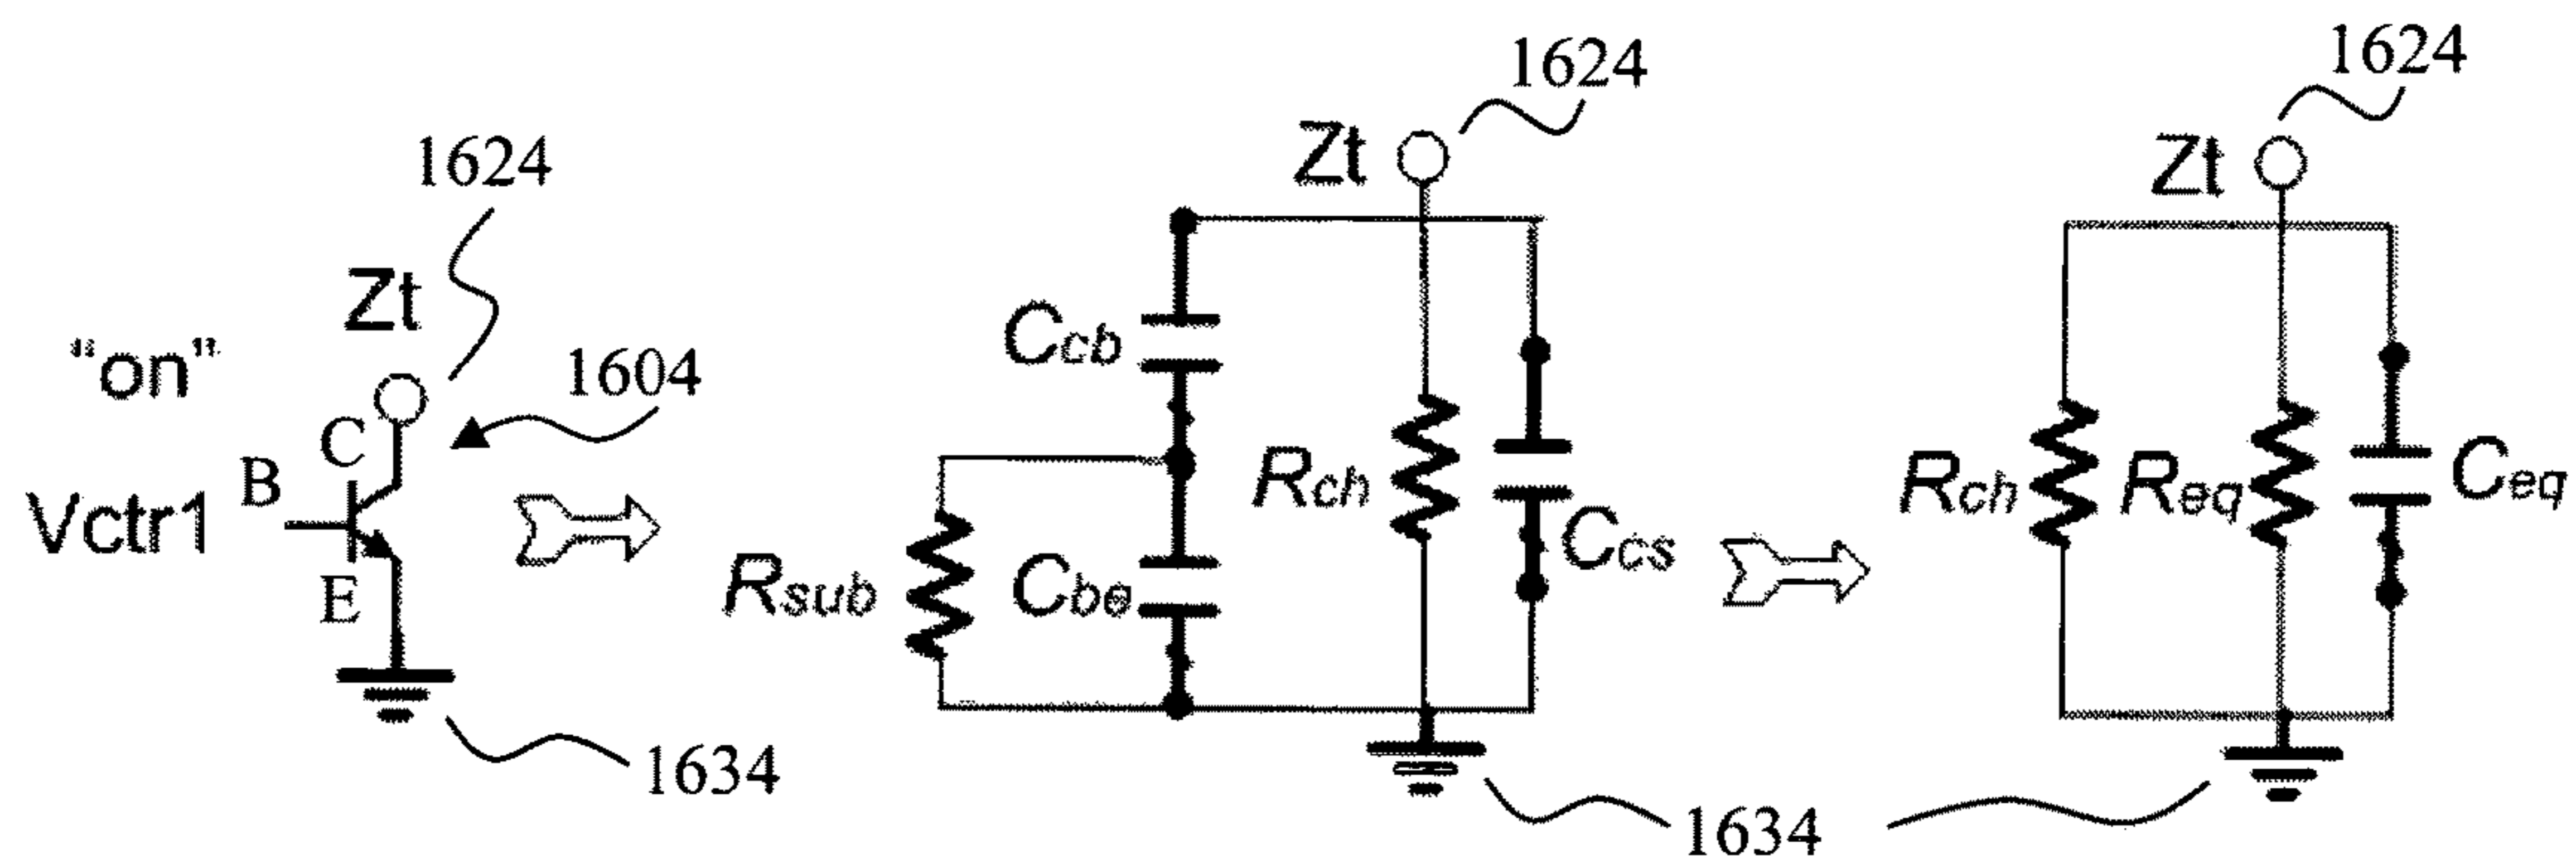 1624
Zt
"on"
1604
C
B
Vctr1
E
1634
1624
Zt
Ccb
Rch
Ccs
Rsub
Cbe
1634
1624
Zt
Rch
Req
Ceq